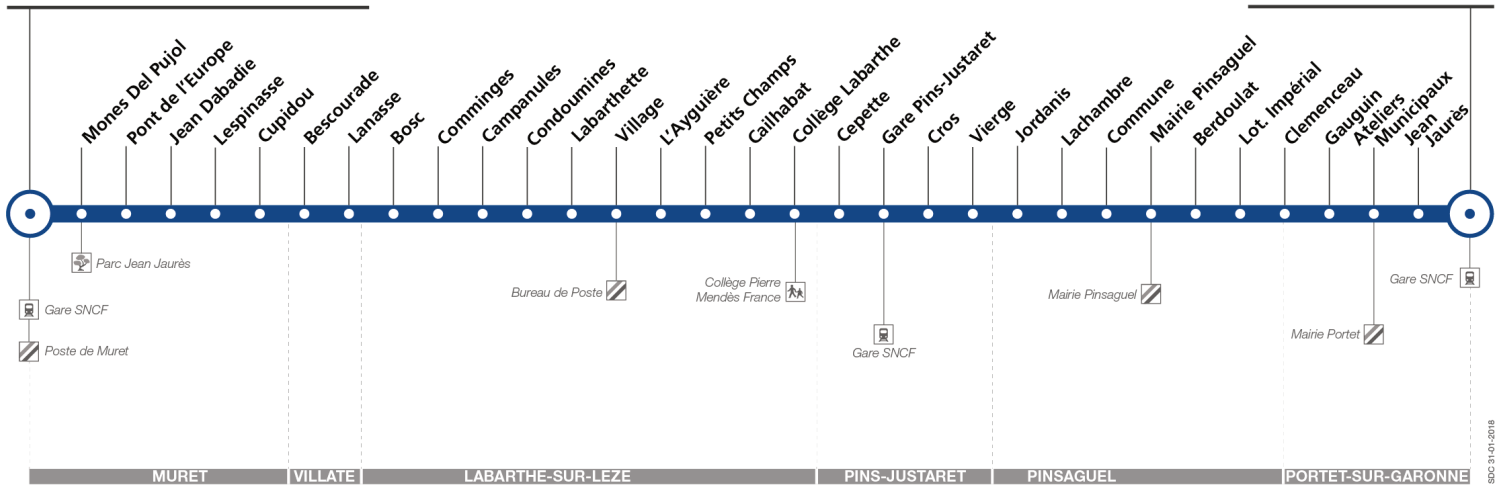 Mones Del Pujol
Pont de l'Europe
Jean Dabadie
Lespinasse
Cupidou
Bescourade
Lanasse
Bosc
Comminges
Campanules
Condoumines
Labarthette
Village
L'Ayguière
Petits Champs
Cailhabat
Collège Labarthe
Cepette
Gare Pins-Justaret
Cros
Vierge
Jordanis
Lachambre
Commune
Mairie Pinsaguel
Berdoulat
Lot. Impérial
Clemenceau
Gauguin
Ateliers
Municipaux
Jean
Jaurès
Parc Jean Jaurès
Gare SNCF
Poste de Muret
Bureau de Poste
Collège Pierre
Mendès France
Gare SNCF
Mairie Pinsaguel
Mairie Portet
Gare SNCF
MURET
VILLATE
LABARTHE-SUR-LEZE
PINS-JUSTARET
PINSAGUEL
PORTET-SUR-GARONNE
SDC 31-01-2018